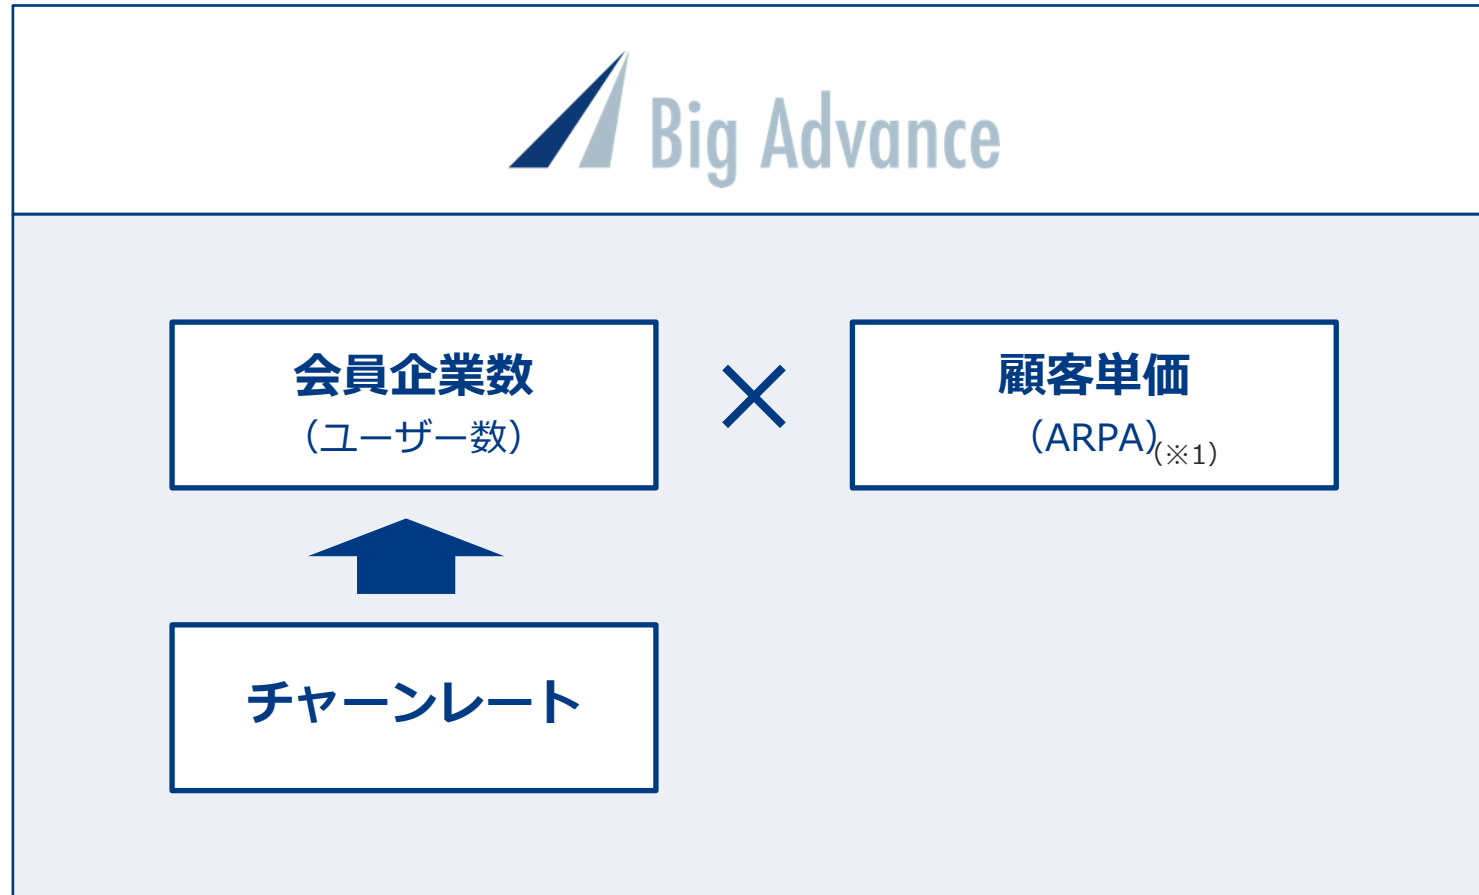 Big Advance
会員企業数
（ユーザー数）
×
顧客単価
（ARPA）(※1)
チャーンレート